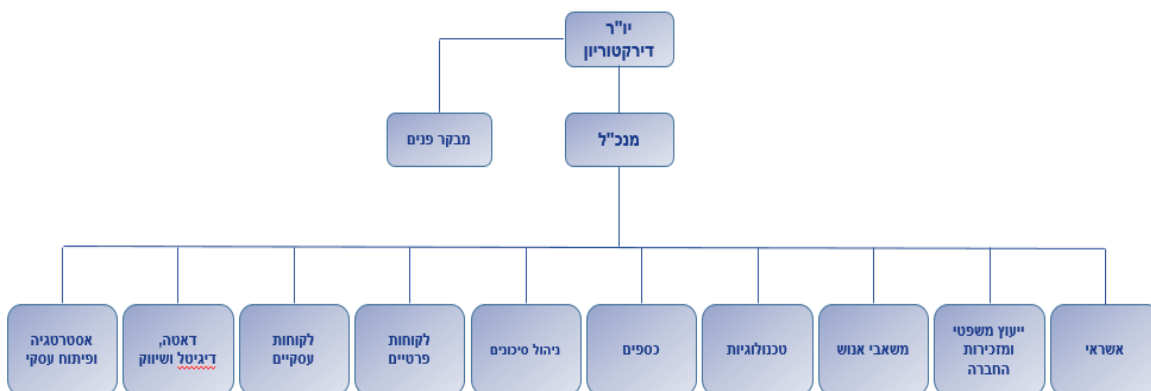 יו"ר
דירקטוריון
מנכ"ל
מבקר פנים
אשראי
ייעוץ משפטי
ומזכירות
החברה
משאבי אנוש
טכנולוגיות
כספים
ניהול סיכונים
לקוחות
פרטיים
לקוחות
עסקיים
דאטה,
דיגיטל ושיווק
אסטרטגיה
ופיתוח עסקי